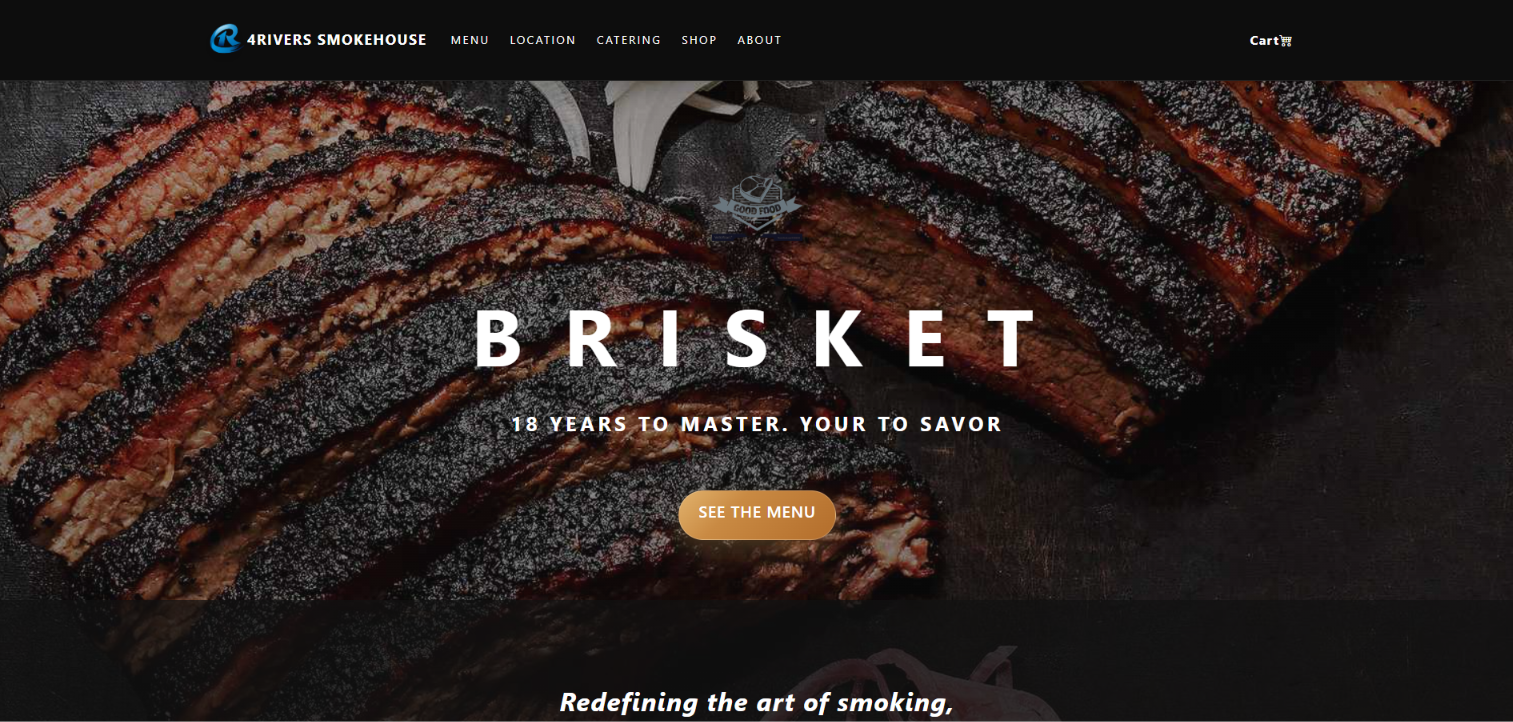 4RIVERS SMOKEHOUSE
MENU
LOCATION
CATERING
SHOP
ABOUT
Cart
GOOD FOOD
BRISKET
18 YEARS TO MASTER. YOUR TO SAVOR
SEE THE MENU
Redefining the art of smoking,